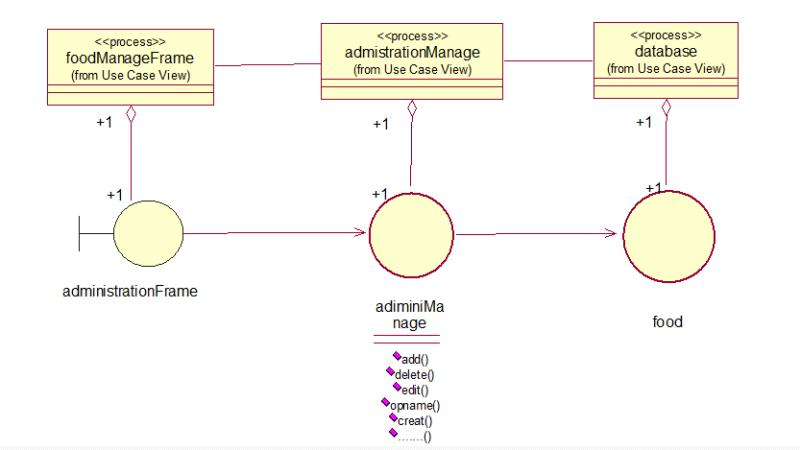 <<process>>
foodManageFrame
(from Use Case View)
<<process>>
admistrationManage
(from Use Case View)
<<process>>
database
(from Use Case View)
+1
+1
+1
+1
+1
+1
administrationFrame
adiminiMa
nage
food
add()
delete()
edit()
opname()
creat()
.......()